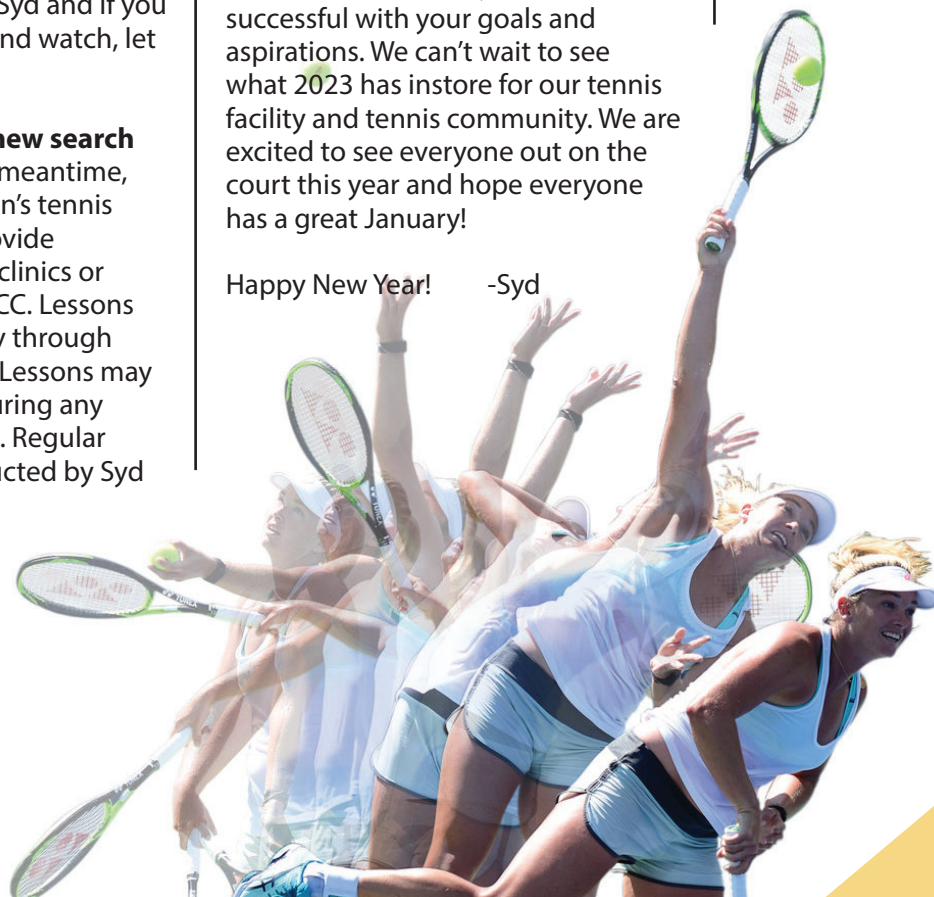 Syd and if you
nd watch, let
new search
meantime,
n's tennis
ovide
clinics or
CC. Lessons
y through
Lessons may
uring any
. Regular
ucted by Syd
successful with your goals and
aspirations. We can't wait to see
what 2023 has instore for our tennis
facility and tennis community. We are
excited to see everyone out on the
court this year and hope everyone
has a great January!
Happy New Year! -Syd
YONEX
YONEX
YONEX